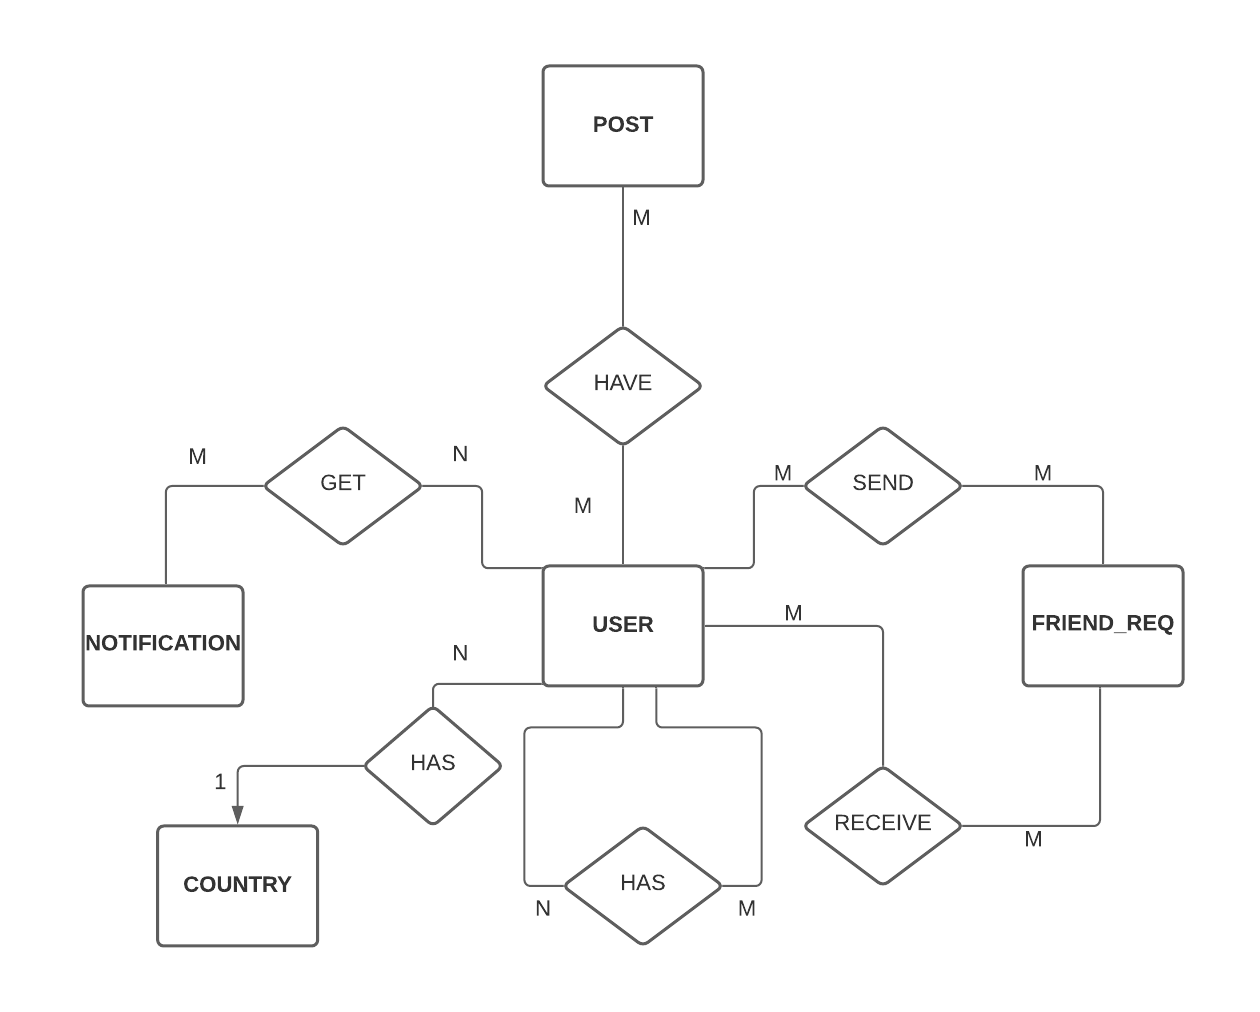 POST
M
HAVE
M
GET
N
M
SEND
M
M
NOTIFICATION
USER
M
FRIEND_REQ
N
HAS
1
COUNTRY
RECEIVE
M
HAS
N
M